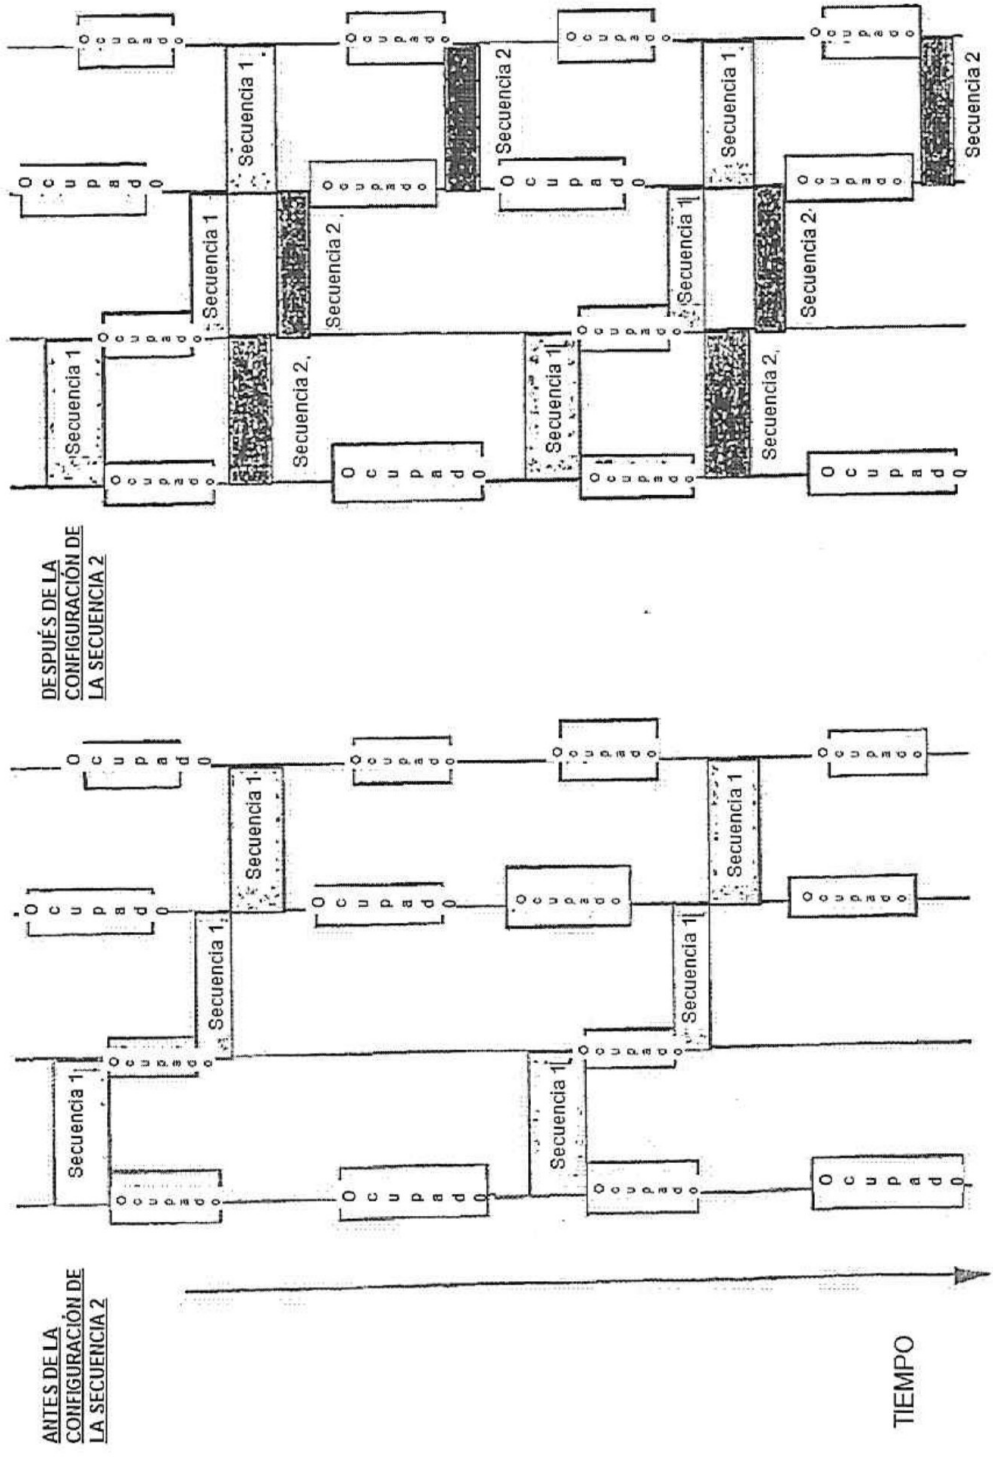 ANTES DE LA
CONFIGURACIÓN DE
LA SECUENCIA 2
Ocupado
Secuencia 1
Ocupado
Ocupado
Ocupado
Secuencia 1
Secuencia 1
Ocupado
Ocupado
Ocupado
Ocupado
Secuencia 1
Ocupado
Ocupado
Ocupado
Secuencia 1
Secuencia 1
Ocupado
Ocupado
Ocupado
TIEMPO
DESPUÉS DE LA
CONFIGURACIÓN DE
LA SECUENCIA 2
Ocupado
Secuencia 1
Ocupado
Ocupado
Ocupado
Secuencia 1
Secuencia 1
Secuencia 2
Secuencia 2
Ocupado
Ocupado
Ocupado
Secuencia 2
Ocupado
Secuencia 1
Ocupado
Ocupado
Ocupado
Secuencia 1
Secuencia 1
Secuencia 2
Secuencia 2
Ocupado
Ocupado
Ocupado
Secuencia 2